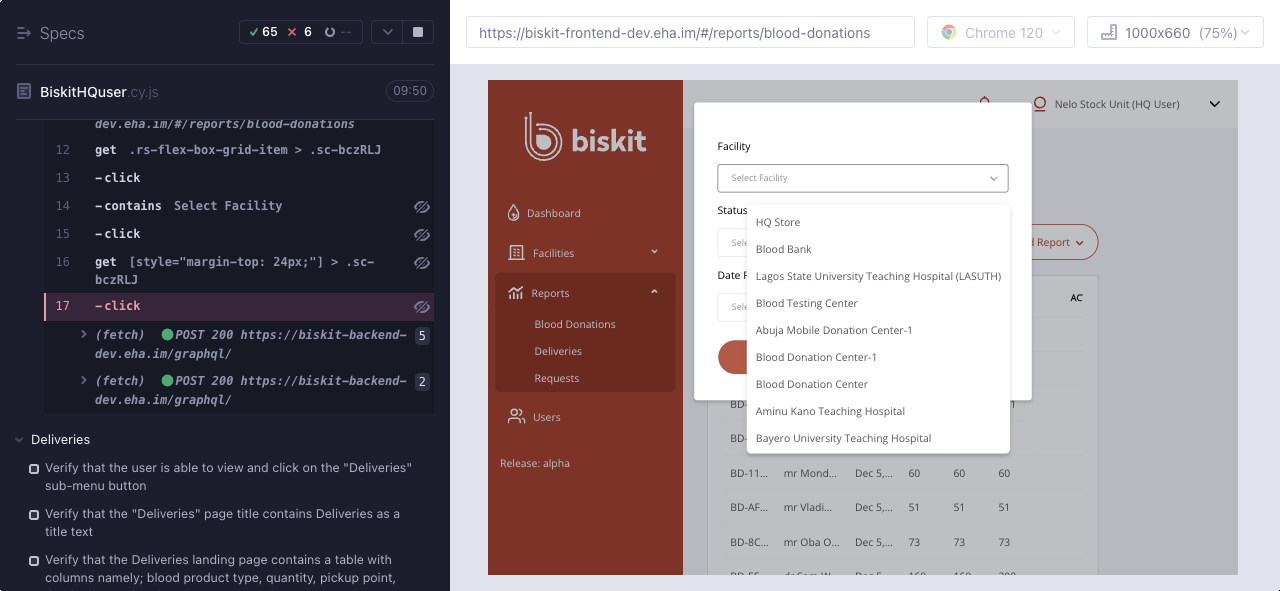 Specs
65 6 --
BiskitHQuser.cy.js 09:50
dev.eha.im/#/reports/blood-donations
12 get .rs-flex-box-grid-item > .sc-bczRLJ
13 -click
14 -contains Select Facility
15 -click
16 get [style="margin-top: 24px;"] > .sc-
bczRLJ
17 -click
(fetch) POST 200 https://biskit-backend- 5
dev.eha.im/graphql/
(fetch) POST 200 https://biskit-backend- 2
dev.eha.im/graphql/
Deliveries
Verify that the user is able to view and click on the "Deliveries"
sub-menu button
Verify that the "Deliveries" page title contains Deliveries as a
title text
Verify that the Deliveries landing page contains a table with
columns namely; blood product type, quantity, pickup point,
https://biskit-frontend-dev.eha.im/#/reports/blood-donations
Chrome 120
1000x660 (75%)
biskit
Dashboard
Facilities
Reports
Blood Donations
Deliveries
Requests
Users
Release: alpha
Nelo Stock Unit (HQ User)
Facility
Select Facility
Status
Sele
Date
Sele
HQ Store
Blood Bank
Lagos State University Teaching Hospital (LASUTH)
Blood Testing Center
Abuja Mobile Donation Center-1
Blood Donation Center-1
Blood Donation Center
Aminu Kano Teaching Hospital
Bayero University Teaching Hospital
Report
AC
BD-
BD-
BD-11... mr Mond... Dec 5,... 60 60 60
BD-AF... mr Vladi... Dec 5,... 51 51 51
BD-8C... mr Oba O... Dec 5,... 73 73 73